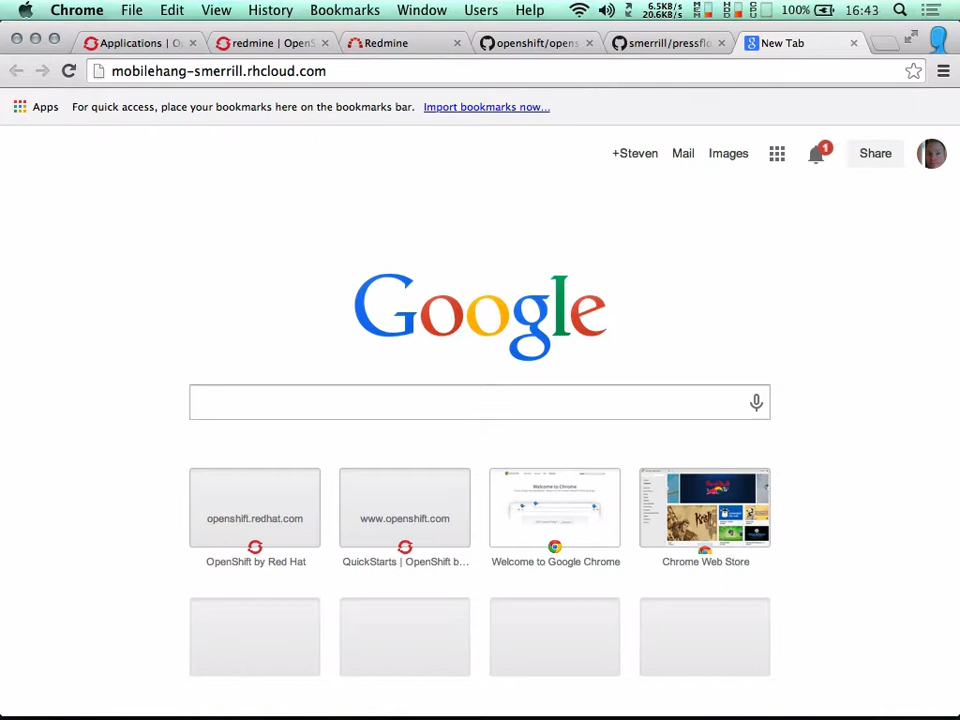 Chrome File Edit View History Bookmarks Window Users Help 6.5KB/s 20.6KB/s 100% 16:43
Applications | O redmine | OpenS Redmine openshift/opens smerrill/pressflo New Tab
mobilehang-smerrill.rhcloud.com
Apps For quick access, place your bookmarks here on the bookmarks bar. Import bookmarks now...
+Steven Mail Images 1 Share
Google
openshift.redhat.com www.openshift.com Welcome to Chrome
OpenShift by Red Hat QuickStarts | OpenShift b... Welcome to Google Chrome Chrome Web Store